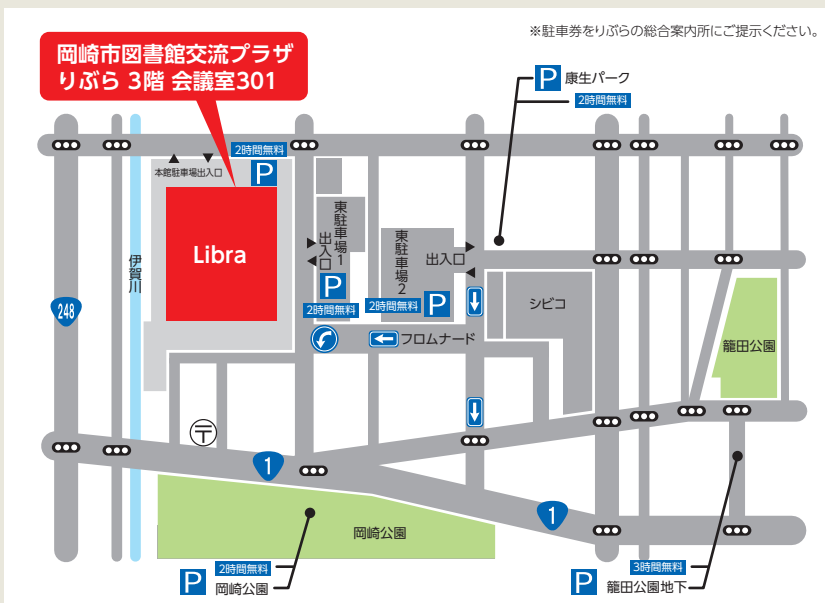 ※駐車券をりぶらの総合案内所にご提示ください。
岡崎市図書館交流プラザ
りぶら 3階 会議室301
P 康生パーク
2時間無料
2時間無料
P
本館駐車場出入口
Libra
伊賀川
東駐車場1
出入口
P
2時間無料
東駐車場2
出入口
2時間無料
P
シビコ
248
フロムナード
籠田公園
〒
1
1
岡崎公園
2時間無料
P 岡崎公園
3時間無料
P 籠田公園地下